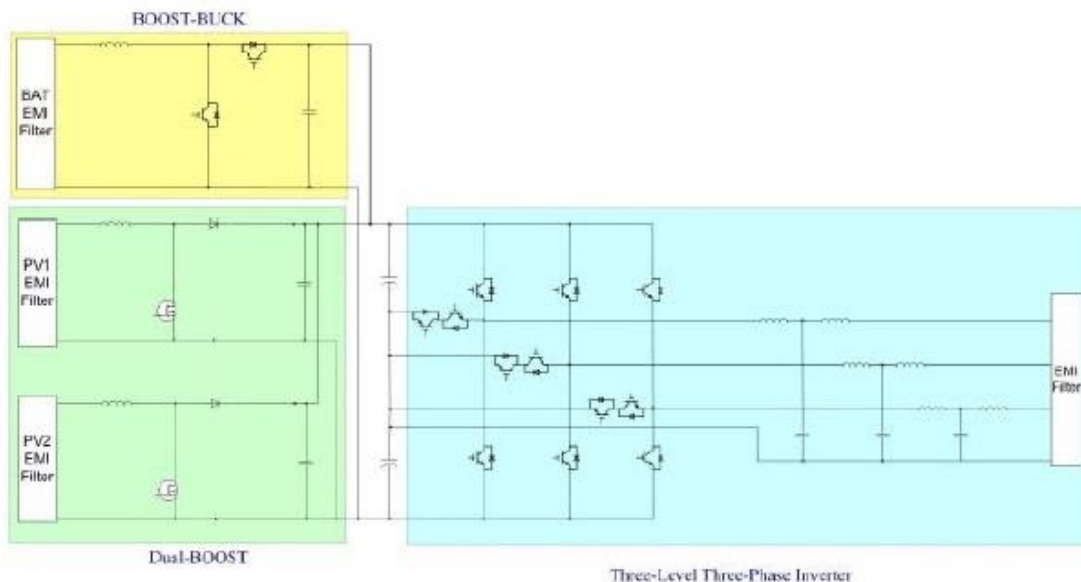 BOOST-BUCK
BAT
EMI
Filter
PV1
EMI
Filter
PV2
EMI
Filter
EMI
Filter
Dual-BOOST
Three-Level Three-Phase Inverter